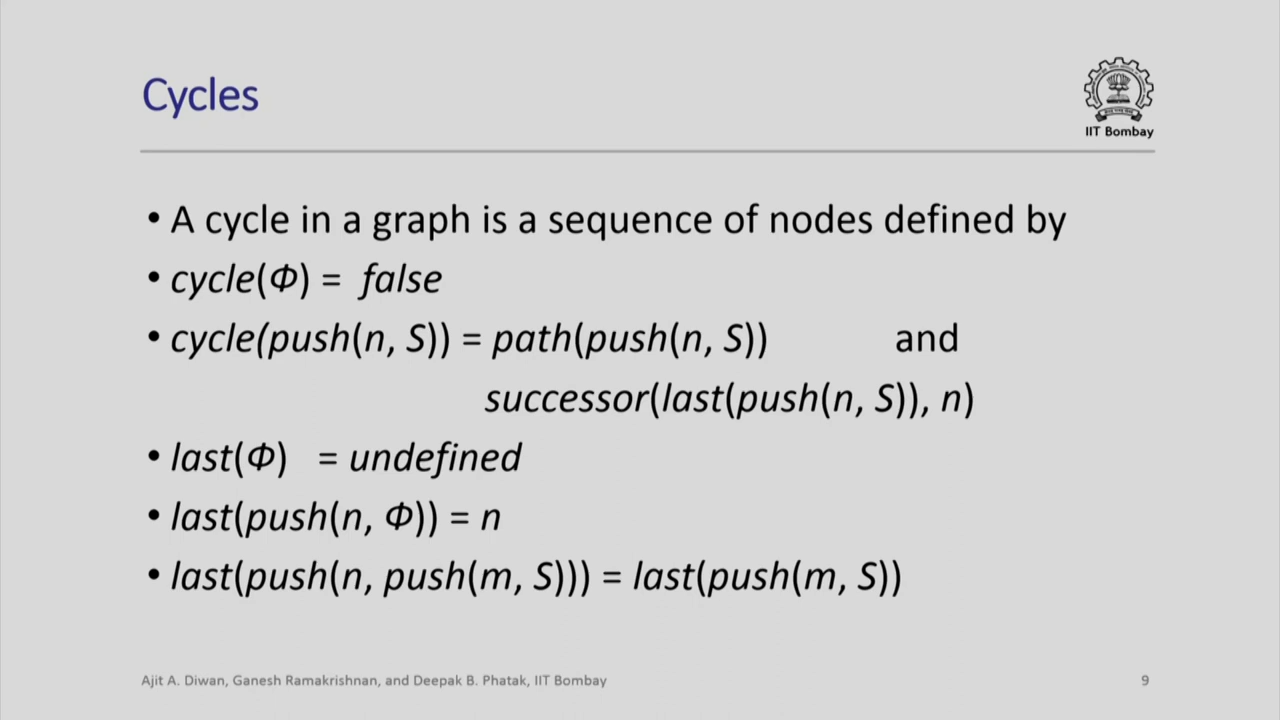 Cycles
IIT Bombay
• A cycle in a graph is a sequence of nodes defined by
• cycle(Φ) = false
• cycle(push(n, S)) = path(push(n, S)) and
successor(last(push(n, S)), n)
• last(Φ) = undefined
• last(push(n, Φ)) = n
• last(push(n, push(m, S))) = last(push(m, S))
Ajit A. Diwan, Ganesh Ramakrishnan, and Deepak B. Phatak, IIT Bombay 9